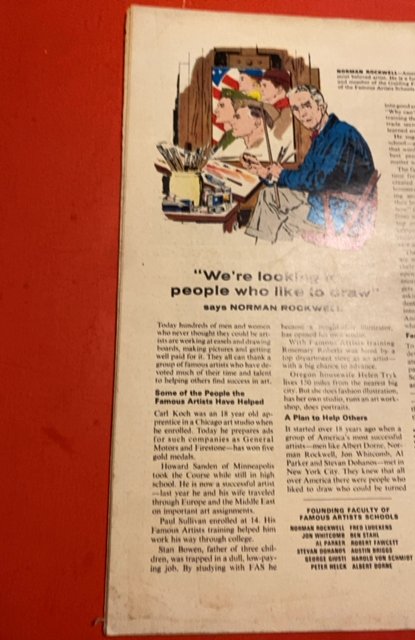 NORMAN ROCKWELL
"We're looking
people who like to draw"
says NORMAN ROCKWELL
Today hundreds of men and women
who never thought they could be art-
ists are working at easels and drawing
boards, making pictures and getting
well paid for it. They all can thank a
group of famous artists who have de-
voted much of their time and talent
to helping others find success in art.
Some of the People the
Famous Artists Have Helped
Carl Koch was an 18 year old ap-
prentice in a Chicago art studio when
he enrolled. Today he prepares ads
for such companies as General
Motors and Firestone—has won five
gold medals.
Howard Sanden of Minneapolis
took the Course while still in high
school. He is now a successful artist
—last year he and his wife traveled
through Europe and the Middle East
on important art assignments.
Paul Sullivan enrolled at 14. His
Famous Artists training helped him
work his way through college.
Stan Bowen, father of three chil-
dren, was trapped in a dull, low-pay-
ing job. By studying with FAS he
became a illustrator,
has opened his own
With Famous Artists training
Rosemary was hired by a
top department store as an artist—
with a big chance to advance.
Oregon housewife Helen Tryk
lives 150 miles from the nearest big
city. But she does fashion illustration,
has her own studio, runs an art work-
shop, does portraits.
A Plan to Help Others
It started over 18 years ago when a
group of America's most successful
artists—men like Albert Dorne, Nor-
man Rockwell, Jon Whitcomb, Al
Parker and Stevan Dohanos—met in
New York City. They knew that all
over America there were people who
liked to draw who could be turned
FOUNDING FACULTY OF
FAMOUS ARTISTS SCHOOLS
NORMAN ROCKWELL FRED LUDEKENS
JON WHITCOMB BEN STAHL
AL PARKER ROBERT FAWCETT
STEVAN DOHANOS AUSTIN BRIGGS
GEORGE GIUSTI HAROLD VON SCHMIDT
PETER HELCK ALBERT DORNE